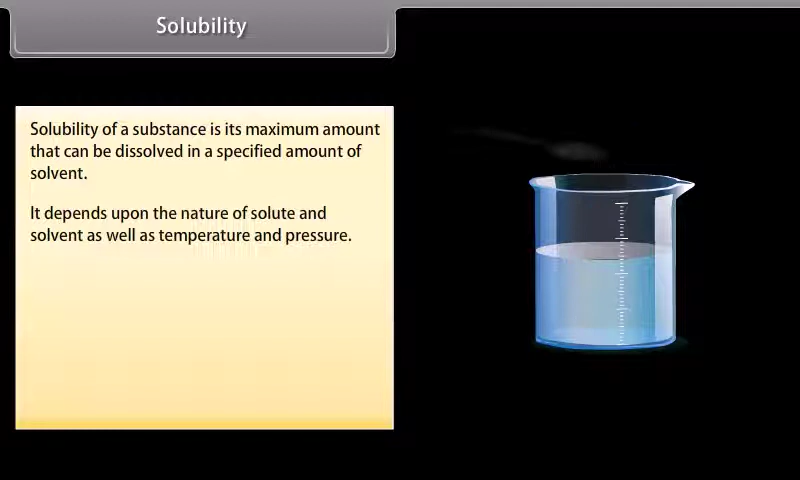 Solubility
Solubility of a substance is its maximum amount
that can be dissolved in a specified amount of
solvent.
It depends upon the nature of solute and
solvent as well as temperature and pressure.